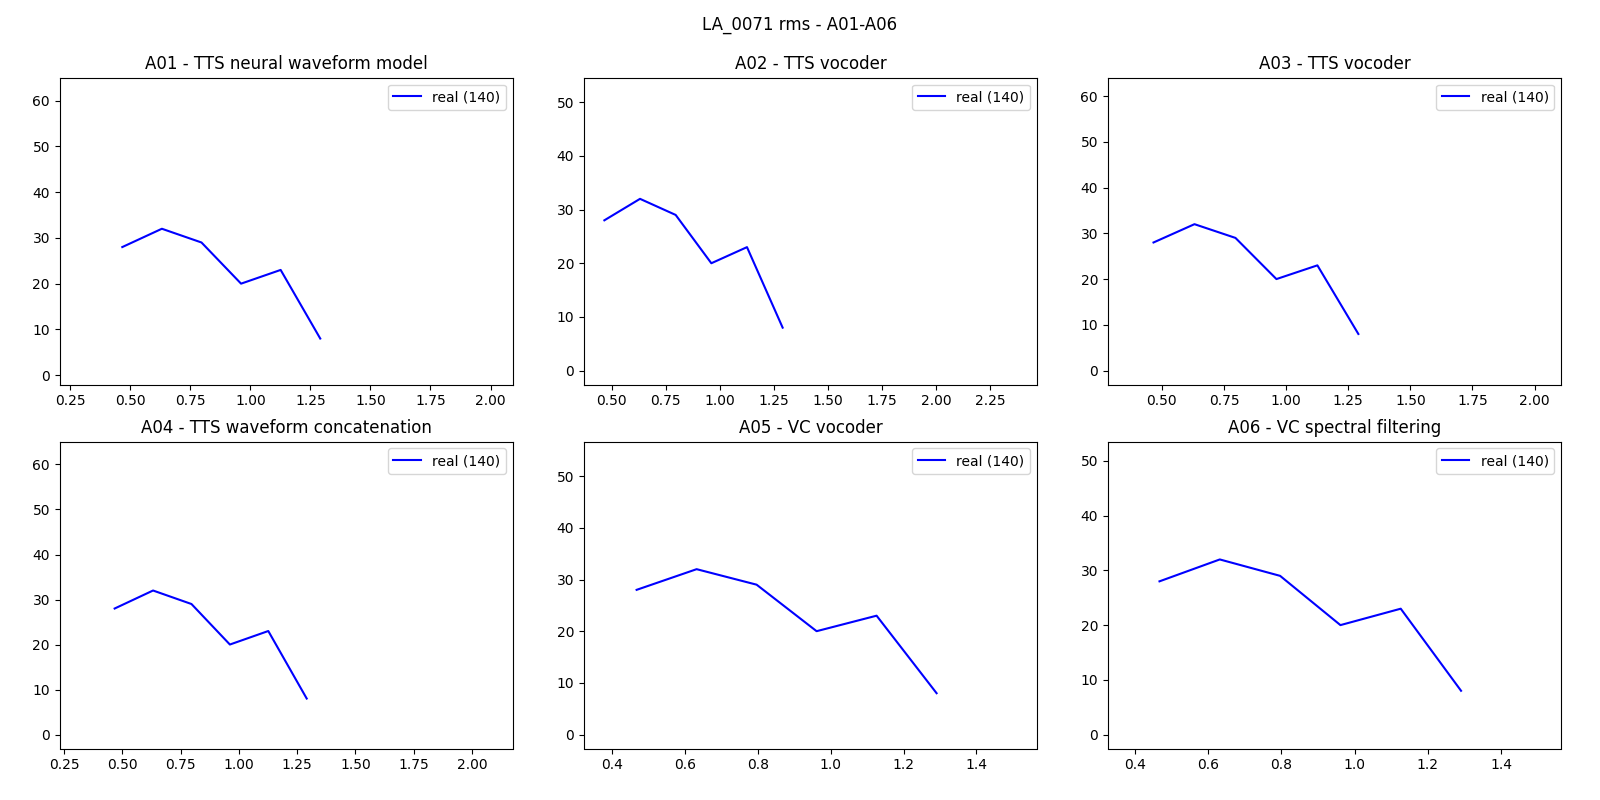 LA_0071 rms - A01-A06
A01 - TTS neural waveform model
real (140)
60
50
40
30
20
10
0
0.25 0.50 0.75 1.00 1.25 1.50 1.75 2.00
A02 - TTS vocoder
real (140)
50
40
30
20
10
0
0.50 0.75 1.00 1.25 1.50 1.75 2.00 2.25
A03 - TTS vocoder
real (140)
60
50
40
30
20
10
0
0.50 0.75 1.00 1.25 1.50 1.75 2.00
A04 - TTS waveform concatenation
real (140)
60
50
40
30
20
10
0
0.25 0.50 0.75 1.00 1.25 1.50 1.75 2.00
A05 - VC vocoder
real (140)
50
40
30
20
10
0
0.4 0.6 0.8 1.0 1.2 1.4
A06 - VC spectral filtering
real (140)
50
40
30
20
10
0
0.4 0.6 0.8 1.0 1.2 1.4